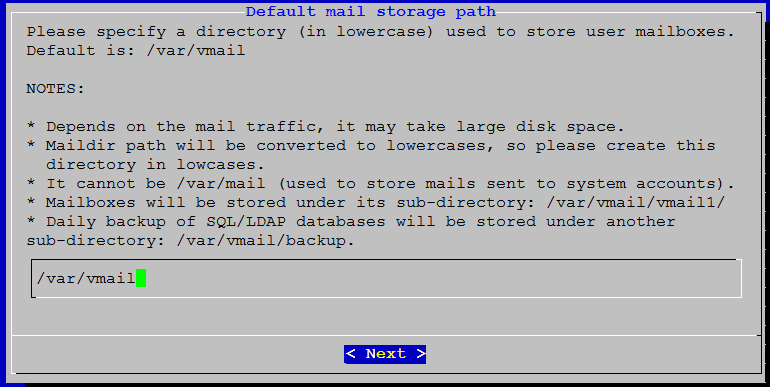 Default mail storage path
Please specify a directory (in lowercase) used to store user mailboxes.
Default is: /var/vmail
NOTES:
* Depends on the mail traffic, it may take large disk space.
* Maildir path will be converted to lowercases, so please create this
directory in lowcases.
* It cannot be /var/mail (used to store mails sent to system accounts).
* Mailboxes will be stored under its sub-directory: /var/vmail/vmail1/
* Daily backup of SQL/LDAP databases will be stored under another
sub-directory: /var/vmail/backup.
/var/vmail
< Next >